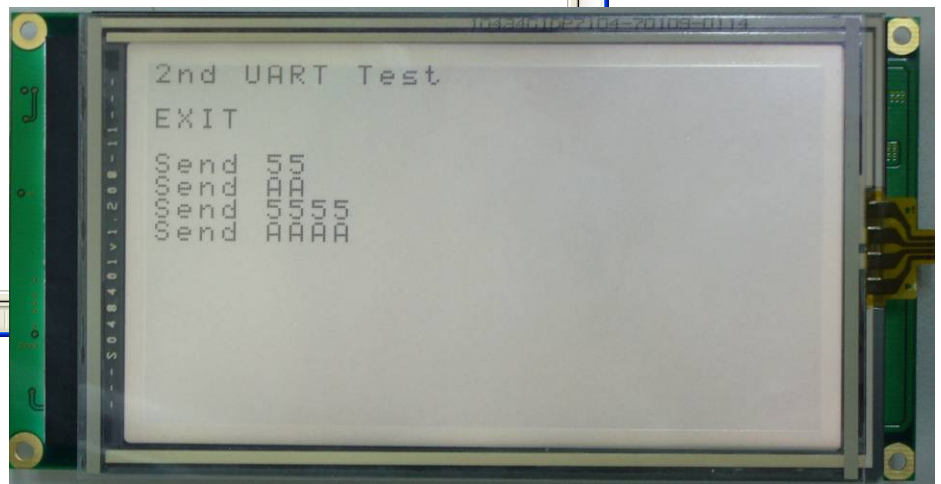 2nd UART Test
EXIT
Send 55
Send AA
Send 5555
Send AAAA